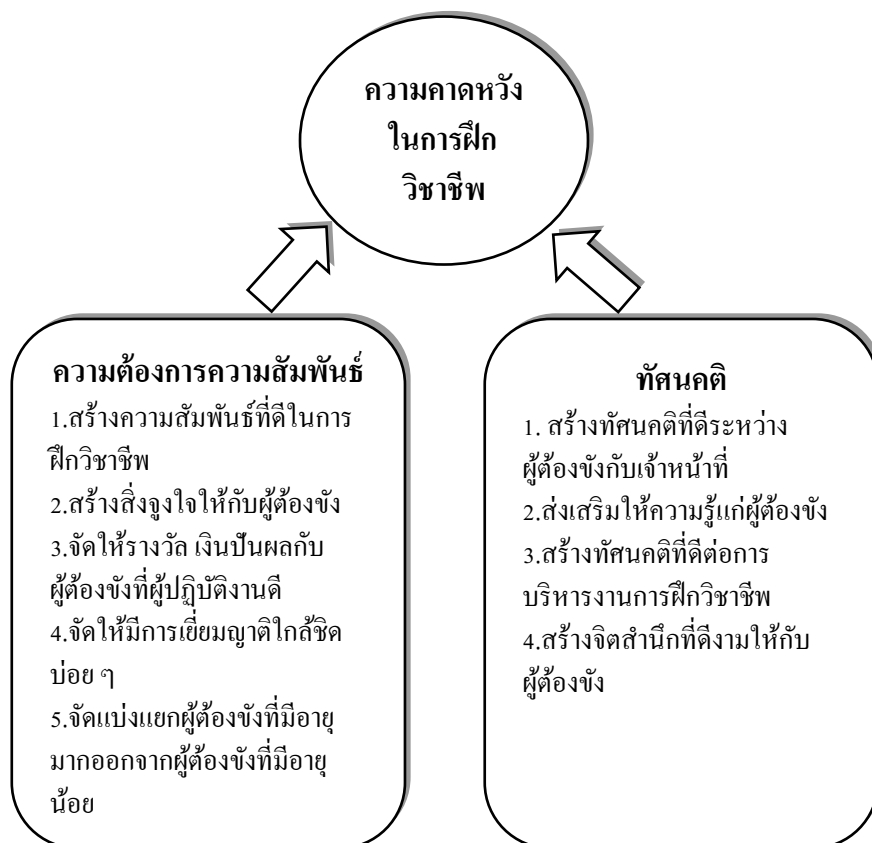 ความคาดหวัง
ในการฝึก
วิชาชีพ
ความต้องการความสัมพันธ์
1.สร้างความสัมพันธ์ที่ดีในการ
ฝึกวิชาชีพ
2.สร้างสิ่งจูงใจให้กับผู้ต้องขัง
3.จัดให้รางวัล เงินปันผลกับ
ผู้ต้องขังที่ผู้ปฏิบัติงานดี
4.จัดให้มีการเยี่ยมญาติใกล้ชิด
บ่อย ๆ
5.จัดแบ่งแยกผู้ต้องขังที่มีอายุ
มากออกจากผู้ต้องขังที่มีอายุ
น้อย
ทัศนคติ
1. สร้างทัศนคติที่ดีระหว่าง
ผู้ต้องขังกับเจ้าหน้าที่
2.ส่งเสริมให้ความรู้แก่ผู้ต้องขัง
3.สร้างทัศนคติที่ดีต่อการ
บริหารงานการฝึกวิชาชีพ
4.สร้างจิตสำนึกที่ดีงามให้กับ
ผู้ต้องขัง